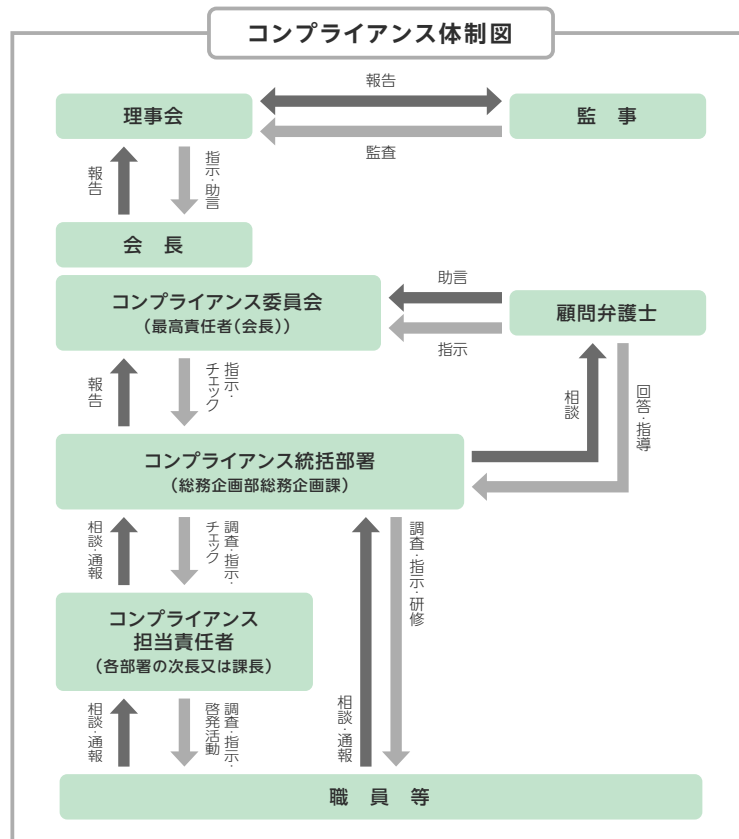 コンプライアンス体制図
報告
理事会
監　事
監査
報告
指示・助言
会　長
コンプライアンス委員会
（最高責任者（会長））
助言
顧問弁護士
指示
報告
指示・
チェック
相談
回答・指導
コンプライアンス統括部署
（総務企画部総務企画課）
相談・通報
調査・指示・
チェック
調査・指示・研修
コンプライアンス
担当責任者
（各部署の次長又は課長）
相談・通報
調査・指示・
啓発活動
相談・通報
職　員　等